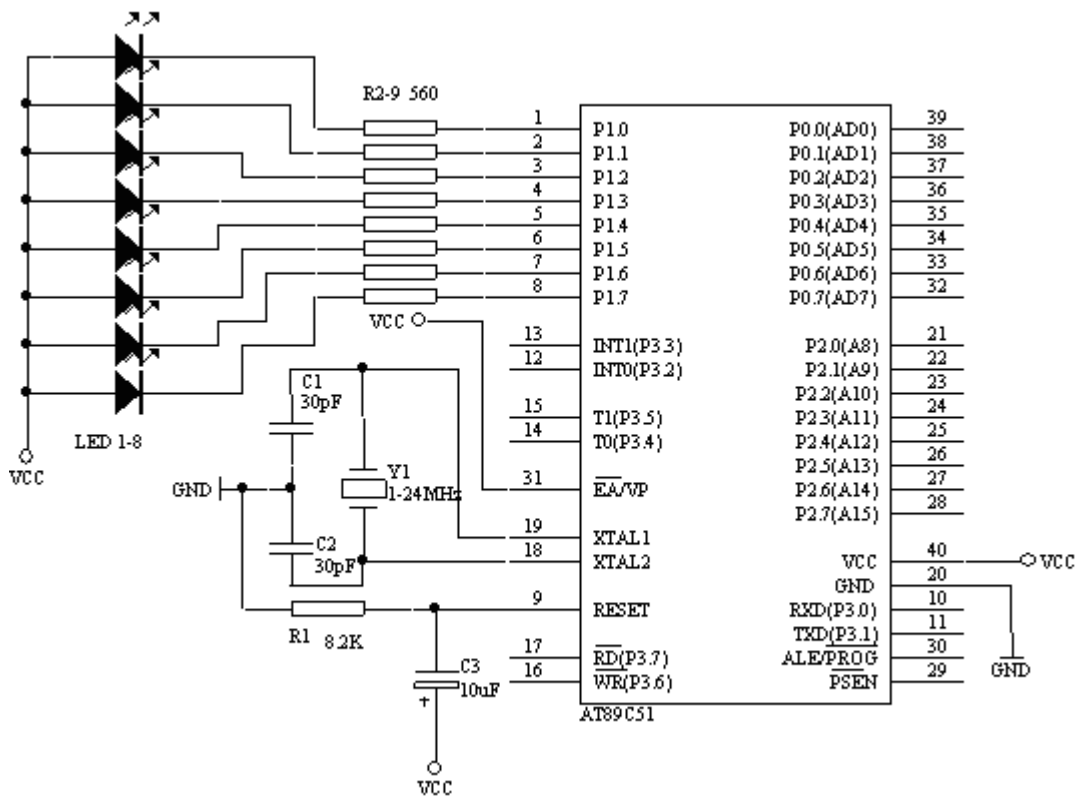 R2-9 560
1
P1.0
P0.0(AD0)
39
2
P1.1
P0.1(AD1)
38
3
P1.2
P0.2(AD2)
37
4
P1.3
P0.3(AD3)
36
5
P1.4
P0.4(AD4)
35
6
P1.5
P0.5(AD5)
34
7
P1.6
P0.6(AD6)
33
8
P1.7
P0.7(AD7)
32
VCC
13
INT1(P3.3)
P2.0(A8)
21
12
INT0(P3.2)
P2.1(A9)
22
P2.2(A10)
23
C1
30pF
15
T1(P3.5)
P2.3(A11)
24
14
T0(P3.4)
P2.4(A12)
25
LED 1-8
VCC
P2.5(A13)
26
GND
Y1
1-24MHz
31
EA/VP
P2.6(A14)
27
P2.7(A15)
28
19
XTAL1
C2
30pF
18
XTAL2
VCC
40
VCC
GND
20
R1 8.2K
9
RESET
RXD(P3.0)
10
TXD(P3.1)
11
17
RD(P3.7)
ALE/PROG
30
GND
C3
10uF
+
16
WR(P3.6)
PSEN
29
AT89C51
VCC